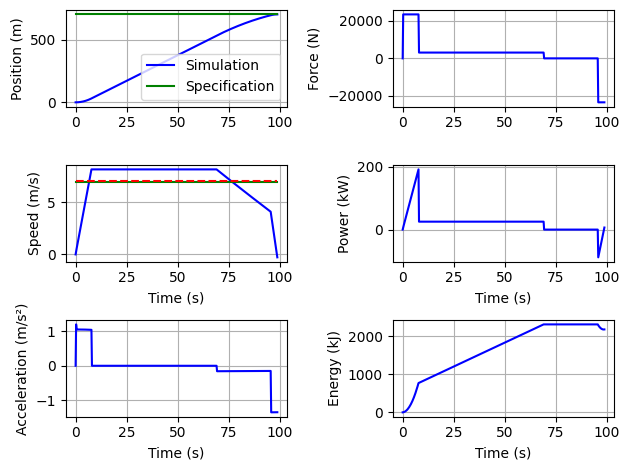 Position (m)
500
0
0 25 50 75 100
Simulation
Specification
Force (N)
20000
0
−20000
0 25 50 75 100
Speed (m/s)
5
0
0 25 50 75 100
Time (s)
Power (kW)
200
0
0 25 50 75 100
Time (s)
Acceleration (m/s²)
1
0
−1
0 25 50 75 100
Time (s)
Energy (kJ)
2000
1000
0
0 25 50 75 100
Time (s)